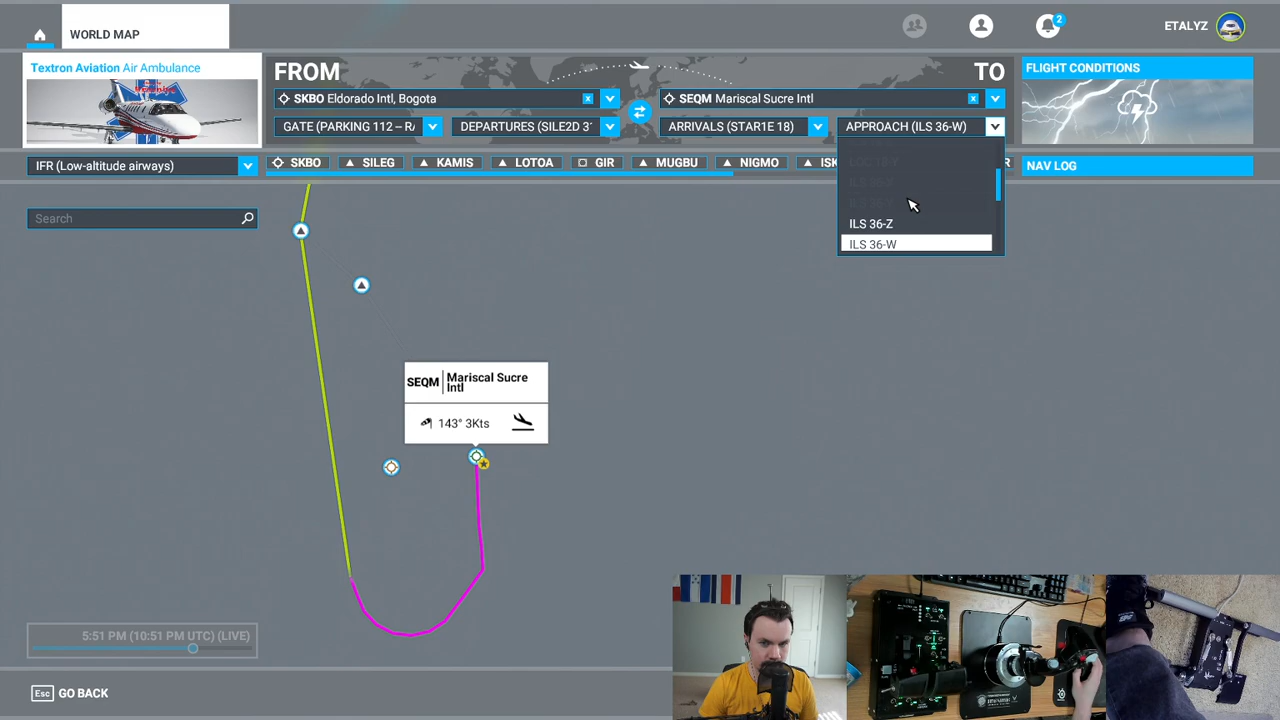 WORLD MAP
2
ETALYZ
Textron Aviation Air Ambulance
FROM
TO
FLIGHT CONDITIONS
SKBO Eldorado Intl, Bogota
x
SEQM Mariscal Sucre Intl
x
GATE (PARKING 112 – R
DEPARTURES (SILE2D 31
ARRIVALS (STAR1E 18)
APPROACH (ILS 36-W)
IFR (Low-altitude airways)
SKBO
SILEG
KAMIS
LOTOA
GIR
MUGBU
NIGMO
ISK
R
NAV LOG
ILS 36-Z
ILS 36-W
Search
SEQM
Mariscal Sucre
Intl
143° 3Kts
5:51 PM (10:51 PM UTC) (LIVE)
Esc GO BACK